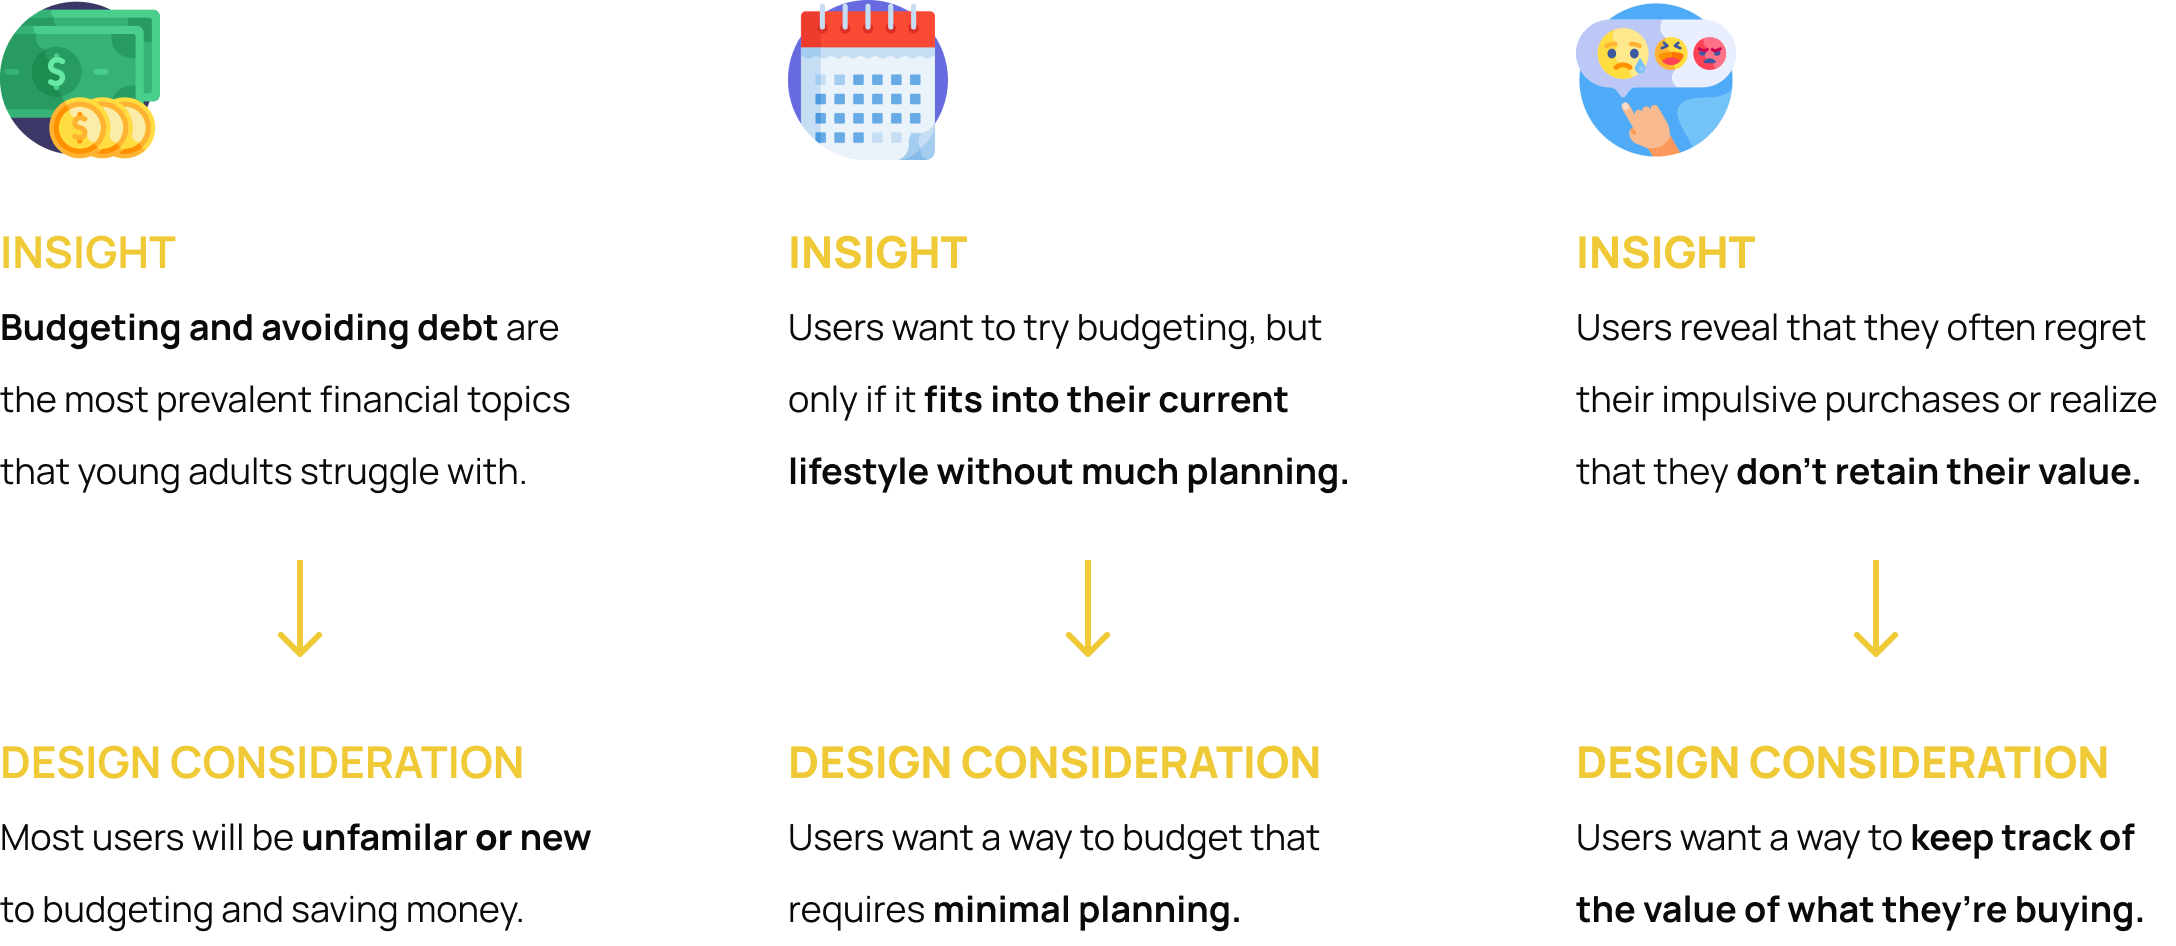 $
$
INSIGHT
Budgeting and avoiding debt are
the most prevalent financial topics
that young adults struggle with.
DESIGN CONSIDERATION
Most users will be unfamilar or new
to budgeting and saving money.
INSIGHT
Users want to try budgeting, but
only if it fits into their current
lifestyle without much planning.
DESIGN CONSIDERATION
Users want a way to budget that
requires minimal planning.
INSIGHT
Users reveal that they often regret
their impulsive purchases or realize
that they don’t retain their value.
DESIGN CONSIDERATION
Users want a way to keep track of
the value of what they’re buying.